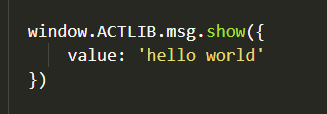 window.ACTLIB.msg.show({
    value: 'hello world'
})